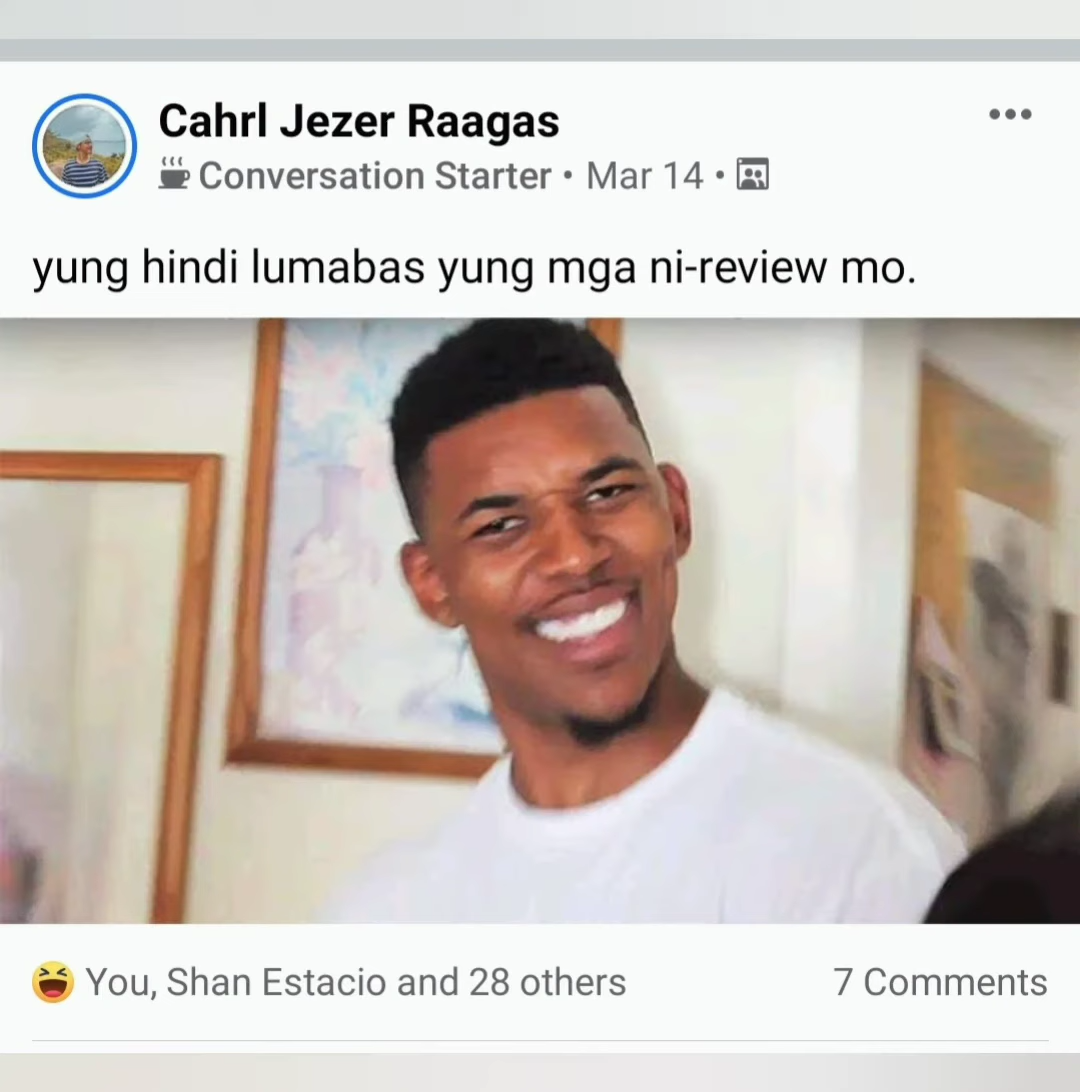 Cahrl Jezer Raagas
Conversation Starter • Mar 14 •
yung hindi lumabas yung mga ni-review mo.
You, Shan Estacio and 28 others
7 Comments